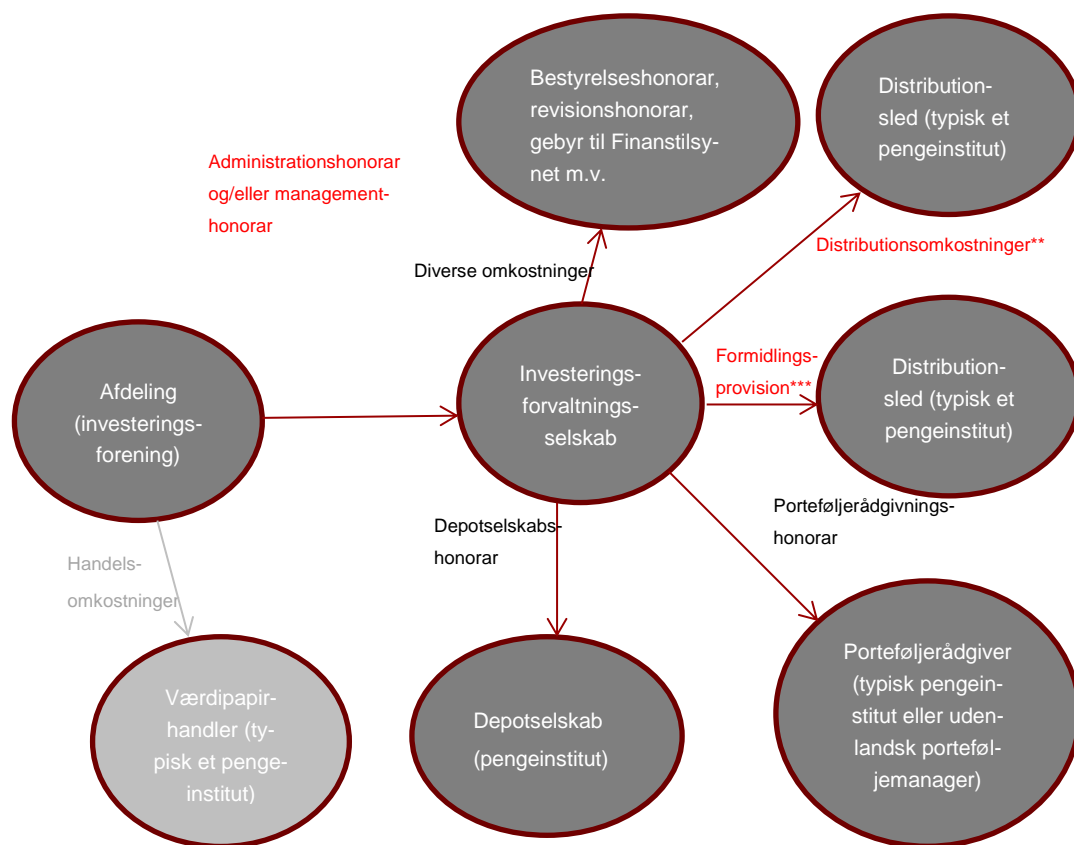 Bestyrelseshonorar,
revisionshonorar,
gebyr til Finanstilsy-
net m.v.
Distribution-
sled (typisk et
pengeinstitut)
Administrationshonorar
og/eller management-
honorar
Diverse omkostninger
Distributionsomkostninger**
Afdeling
(investerings-
forening)
Investerings-
forvaltnings-
selskab
Formidlings-
provision***
Distribution-
sled (typisk et
pengeinstitut)
Handels-
omkostninger
Depotselskabs-
honorar
Porteføljerådgivnings-
honorar
Værdipapir-
handler (ty-
pisk et penge-
institut)
Depotselskab
(pengeinstitut)
Porteføljerådgiver
(typisk pengein-
stitut eller uden-
landsk porteføl-
jemanager)